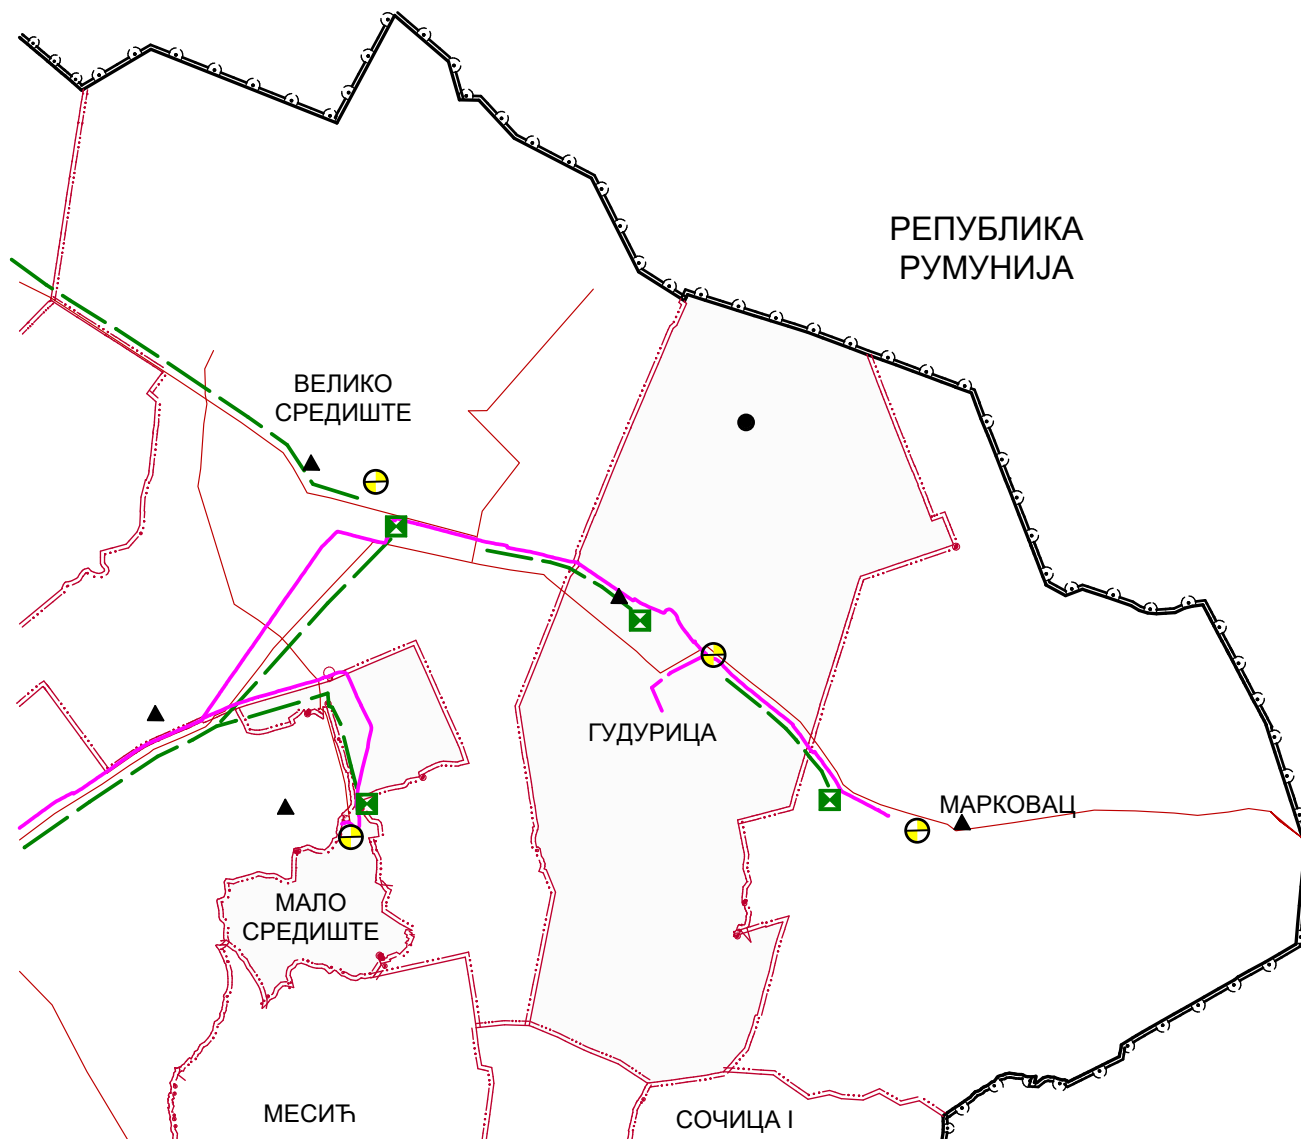 РЕПУБЛИКА
РУМУНИЈА
ВЕЛИКО
СРЕДИШТЕ
ГУДУРИЦА
МАРКОВАЦ
МАЛО
СРЕДИШТЕ
МЕСИЋ
СОЧИЦА I